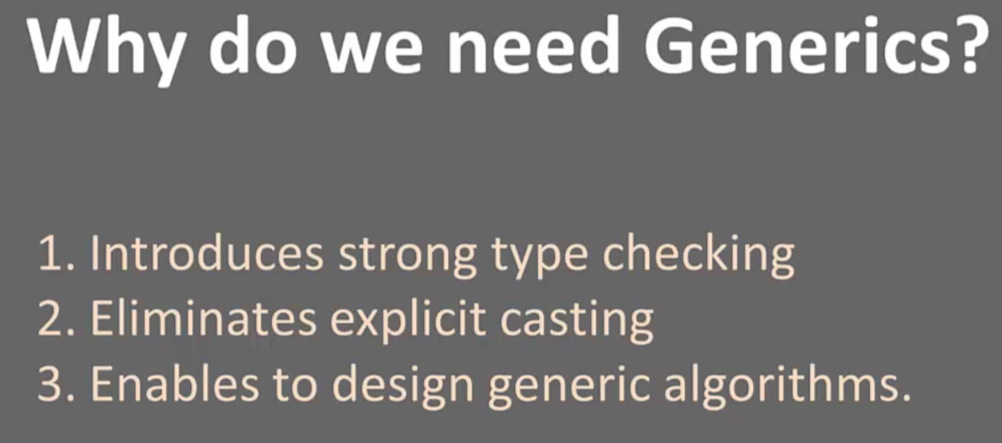 Why do we need Generics?
1. Introduces strong type checking
2. Eliminates explicit casting
3. Enables to design generic algorithms.